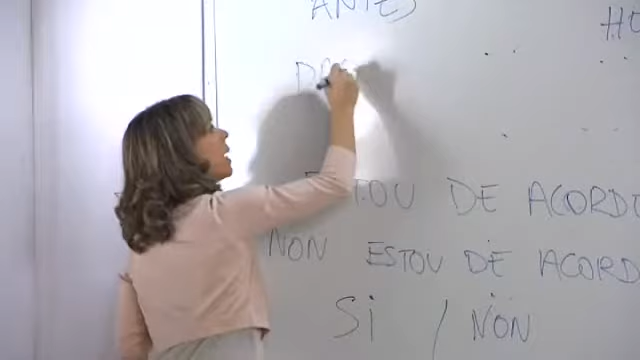 ANTES
ESTOU DE ACORDO
NON ESTOU DE ACORDO
SI / NON